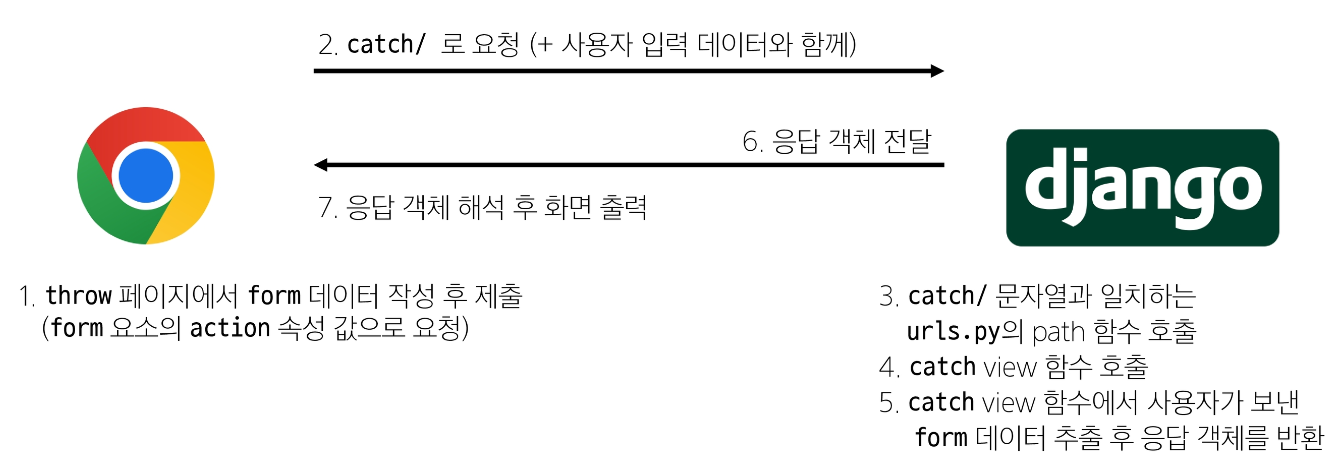 2. catch/ 로 요청 (+ 사용자 입력 데이터와 함께)
6. 응답 객체 전달
django
7. 응답 객체 해석 후 화면 출력
1. throw 페이지에서 form 데이터 작성 후 제출
(form 요소의 action 속성 값으로 요청)
3. catch/ 문자열과 일치하는
urls.py의 path 함수 호출
4. catch view 함수 호출
5. catch view 함수에서 사용자가 보낸
form 데이터 추출 후 응답 객체를 반환